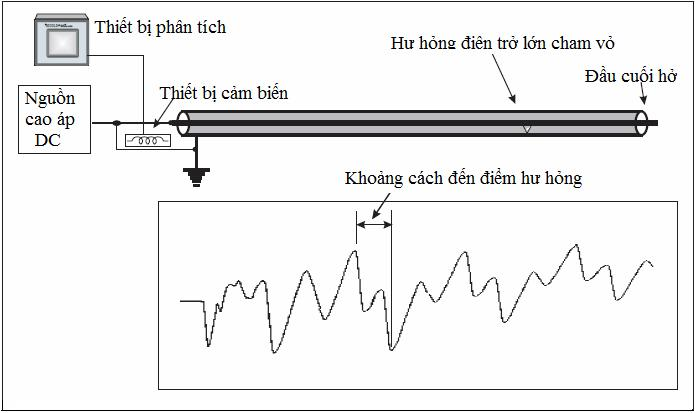 Thiết bị phân tích
Hư hỏng điên trở lớn cham vỏ
Đầu cuối hở
Nguồn
cao áp
DC
Thiết bị cảm biến
Khoảng cách đến điểm hư hỏng